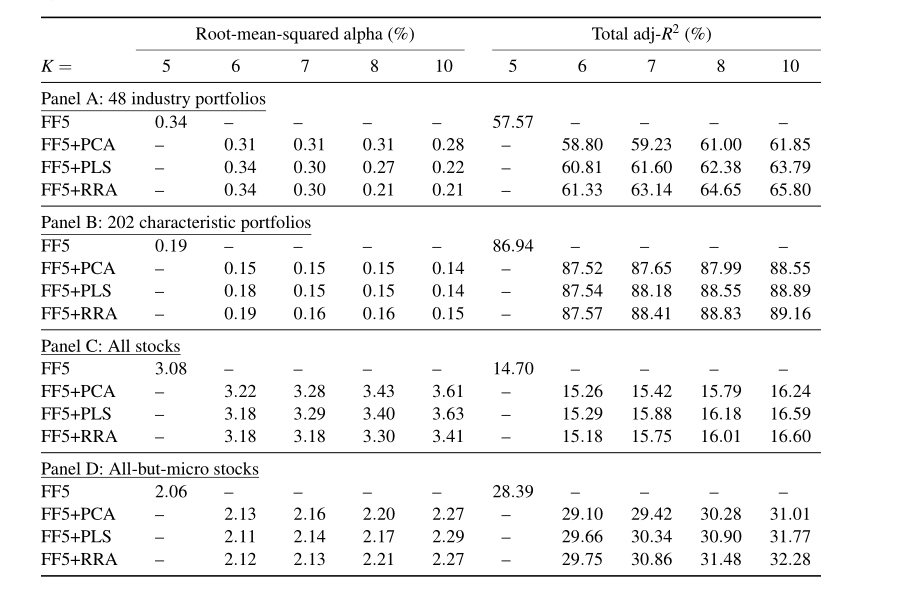 Root-mean-squared alpha (%) Total adj-R² (%)
K = 5 6 7 8 10 5 6 7 8 10
Panel A: 48 industry portfolios
FF5 0.34 – – – – 57.57 – – – –
FF5+PCA – 0.31 0.31 0.31 0.28 – 58.80 59.23 61.00 61.85
FF5+PLS – 0.34 0.30 0.27 0.22 – 60.81 61.60 62.38 63.79
FF5+RRA – 0.34 0.30 0.21 0.21 – 61.33 63.14 64.65 65.80
Panel B: 202 characteristic portfolios
FF5 0.19 – – – – 86.94 – – – –
FF5+PCA – 0.15 0.15 0.15 0.14 – 87.52 87.65 87.99 88.55
FF5+PLS – 0.18 0.15 0.15 0.14 – 87.54 88.18 88.55 88.89
FF5+RRA – 0.19 0.16 0.16 0.15 – 87.57 88.41 88.83 89.16
Panel C: All stocks
FF5 3.08 – – – – 14.70 – – – –
FF5+PCA – 3.22 3.28 3.43 3.61 – 15.26 15.42 15.79 16.24
FF5+PLS – 3.18 3.29 3.40 3.63 – 15.29 15.88 16.18 16.59
FF5+RRA – 3.18 3.18 3.30 3.41 – 15.18 15.75 16.01 16.60
Panel D: All-but-micro stocks
FF5 2.06 – – – – 28.39 – – – –
FF5+PCA – 2.13 2.16 2.20 2.27 – 29.10 29.42 30.28 31.01
FF5+PLS – 2.11 2.14 2.17 2.29 – 29.66 30.34 30.90 31.77
FF5+RRA – 2.12 2.13 2.21 2.27 – 29.75 30.86 31.48 32.28